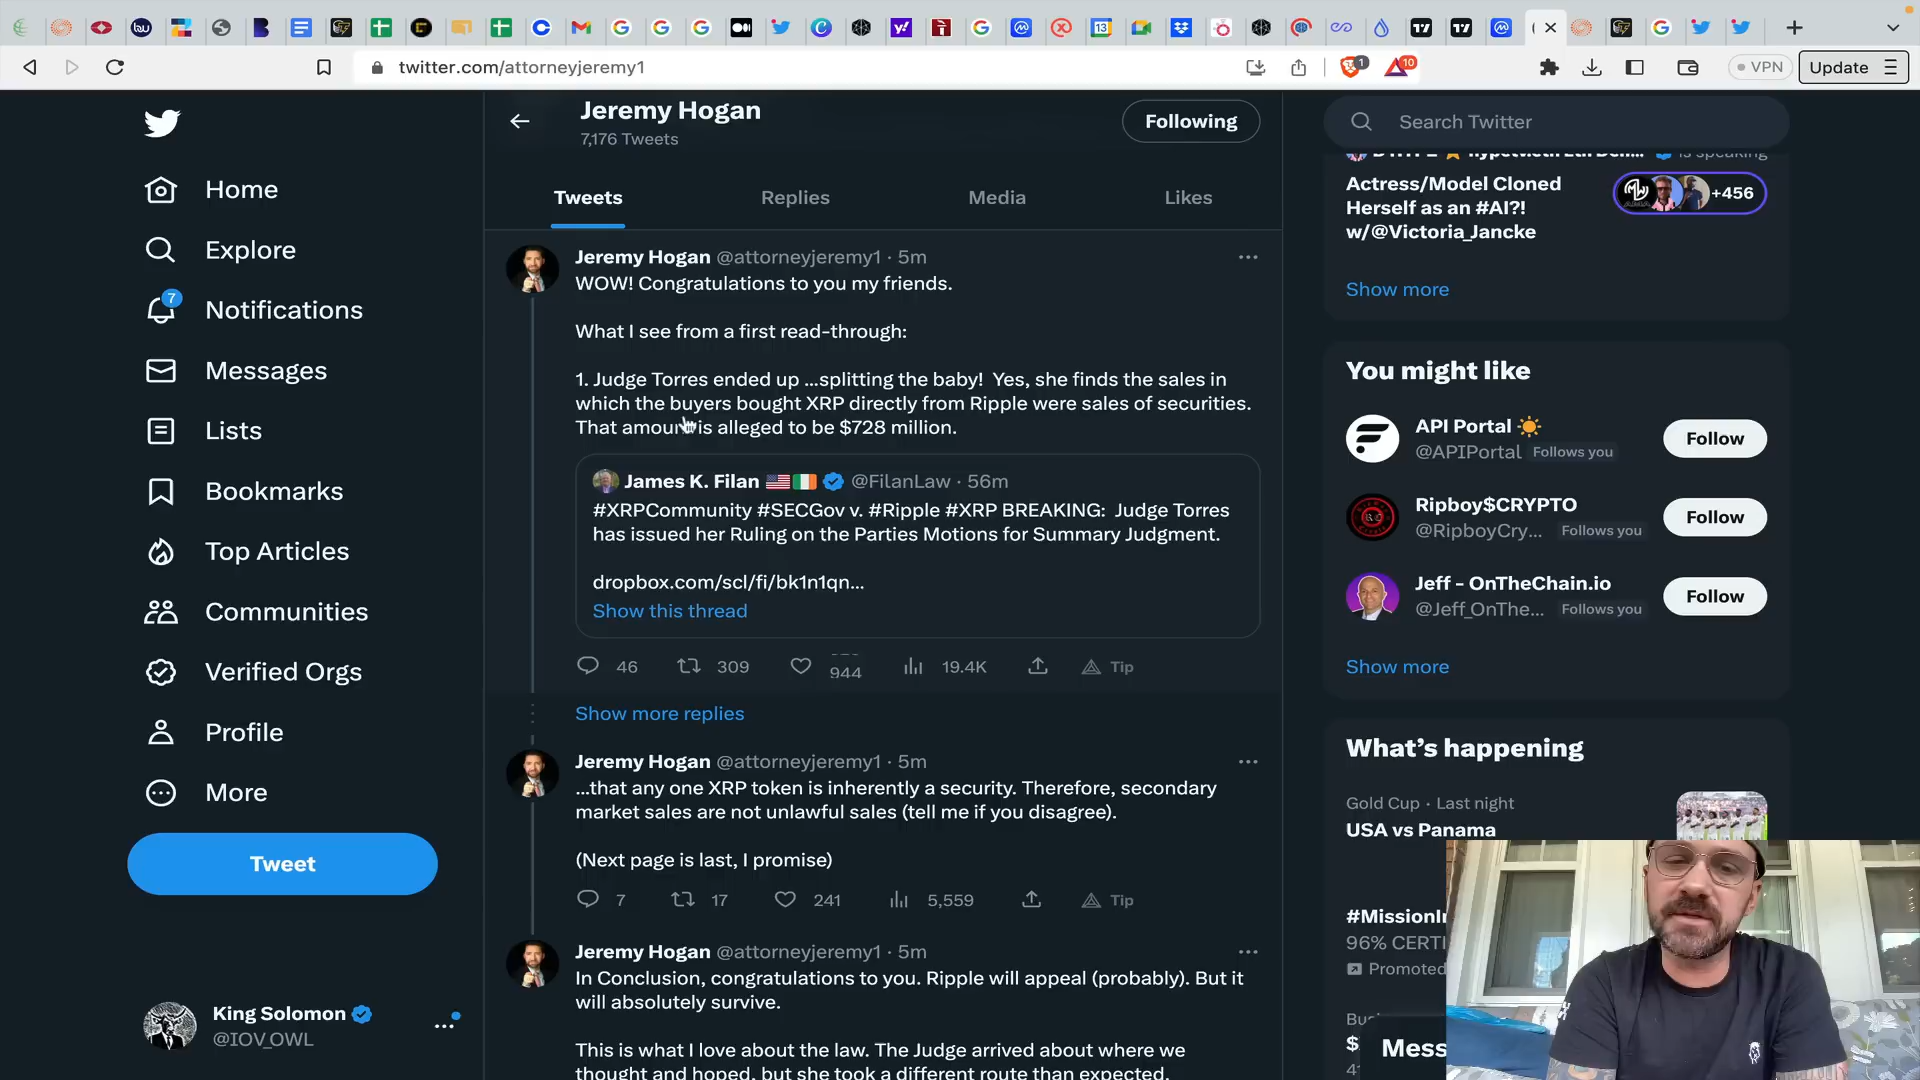 twitter.com/attorneyjeremy1
1
10
VPN
Update
Home
Explore
7
Notifications
Messages
Lists
Bookmarks
Top Articles
Communities
Verified Orgs
Profile
More
Tweet
King Solomon
@IOV_OWL
Jeremy Hogan
7,176 Tweets
Following
Tweets
Replies
Media
Likes
Jeremy Hogan @attorneyjeremy1 · 5m
WOW! Congratulations to you my friends.
What I see from a first read-through:
1. Judge Torres ended up ...splitting the baby!  Yes, she finds the sales in
which the buyers bought XRP directly from Ripple were sales of securities.
That amount is alleged to be $728 million.
James K. Filan 🇺🇸🇮🇪 @FilanLaw · 56m
#XRPCommunity #SECGov v. #Ripple #XRP BREAKING:  Judge Torres
has issued her Ruling on the Parties Motions for Summary Judgment.
dropbox.com/scl/fi/bk1n1qn...
Show this thread
46
309
944
19.4K
Tip
Show more replies
Jeremy Hogan @attorneyjeremy1 · 5m
...that any one XRP token is inherently a security. Therefore, secondary
market sales are not unlawful sales (tell me if you disagree).
(Next page is last, I promise)
7
17
241
5,559
Tip
Jeremy Hogan @attorneyjeremy1 · 5m
In Conclusion, congratulations to you. Ripple will appeal (probably). But it
will absolutely survive.
This is what I love about the law. The Judge arrived about where we
thought and hoped, but she took a different route than expected.
Search Twitter
is speaking
Actress/Model Cloned
Herself as an #AI?!
w/@Victoria_Jancke
+456
Show more
You might like
API Portal ☀️
@APIPortal Follows you
Follow
Ripboy$CRYPTO
@RipboyCry... Follows you
Follow
Jeff - OnTheChain.io
@Jeff_OnThe... Follows you
Follow
Show more
What's happening
Gold Cup · Last night
USA vs Panama
96% CERTI
Promoted
Mess